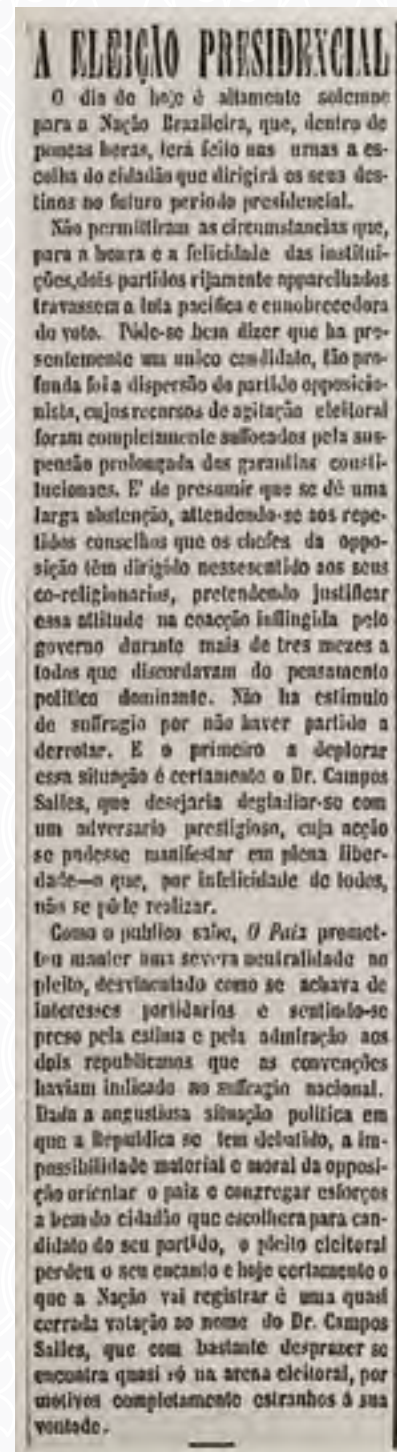 A ELEIÇÃO PRESIDENCIAL
O dia de hoje é altamente solemne
para a Nação Brazileira, que, dentro de
poucas horas, terá feito nas urnas a es-
colha do cidadão que dirigirá os seus des-
tinos no futuro periodo presidencial.
Não permittiram as circumstancias que,
para a honra e a felicidade das institui-
ções, dois partidos rijamente apparelhados
travassem a luta pacifica e ennobrecedora
do voto. Póde-se bem dizer que ha pre-
sentemente um unico candidato, tão pro-
funda foi a dispersão do partido opposicio-
nista, cujos recursos de agitação eleitoral
foram completamente suffocados pela sus-
pensão prolongada das garantias consti-
tucionaes. E' de presumir que se dê uma
larga abstenção, attendendo-se aos repe-
tidos conselhos que os chefes da oppo-
sição têm dirigido nesse sentido aos seus
co-religionarios, pretendendo justificar
essa attitude na coacção inflingida pelo
governo durante mais de tres mezes a
todos que discordavam do pensamento
politico dominante. Não ha estimulo
de suffragio por não haver partido a
derrotar. E o primeiro a deplorar
essa situação é certamente o Dr. Campos
Salles, que desejaria degladiar-se com
um adversario prestigioso, cuja acção
se pudesse manifestar em plena liber-
dade—o que, por infelicidade de todos,
não se póde realizar.
Como o publico sabe, O Paiz promet-
teu manter uma severa neutralidade no
pleito, desvinculado como se achava de
interesses partidarios e sentindo-se
preso pela estima e pela admiração aos
dois republicanos que as convenções
haviam indicado ao suffragio nacional.
Dada a angustiosa situação politica em
que a Republica se tem debatido, a im-
possibilidade material e moral da opposi-
ção orientar o paiz e congregar esforços
a bem do cidadão que escolhera para can-
didato do seu partido, o pleito eleitoral
perdeu o seu encanto e hoje certamente o
que a Nação vai registrar é uma quasi
cerrada votação ao nome do Dr. Campos
Salles, que com bastante desprazer se
encontra quasi só na arena eleitoral, por
motivos completamente estranhos á sua
vontade.